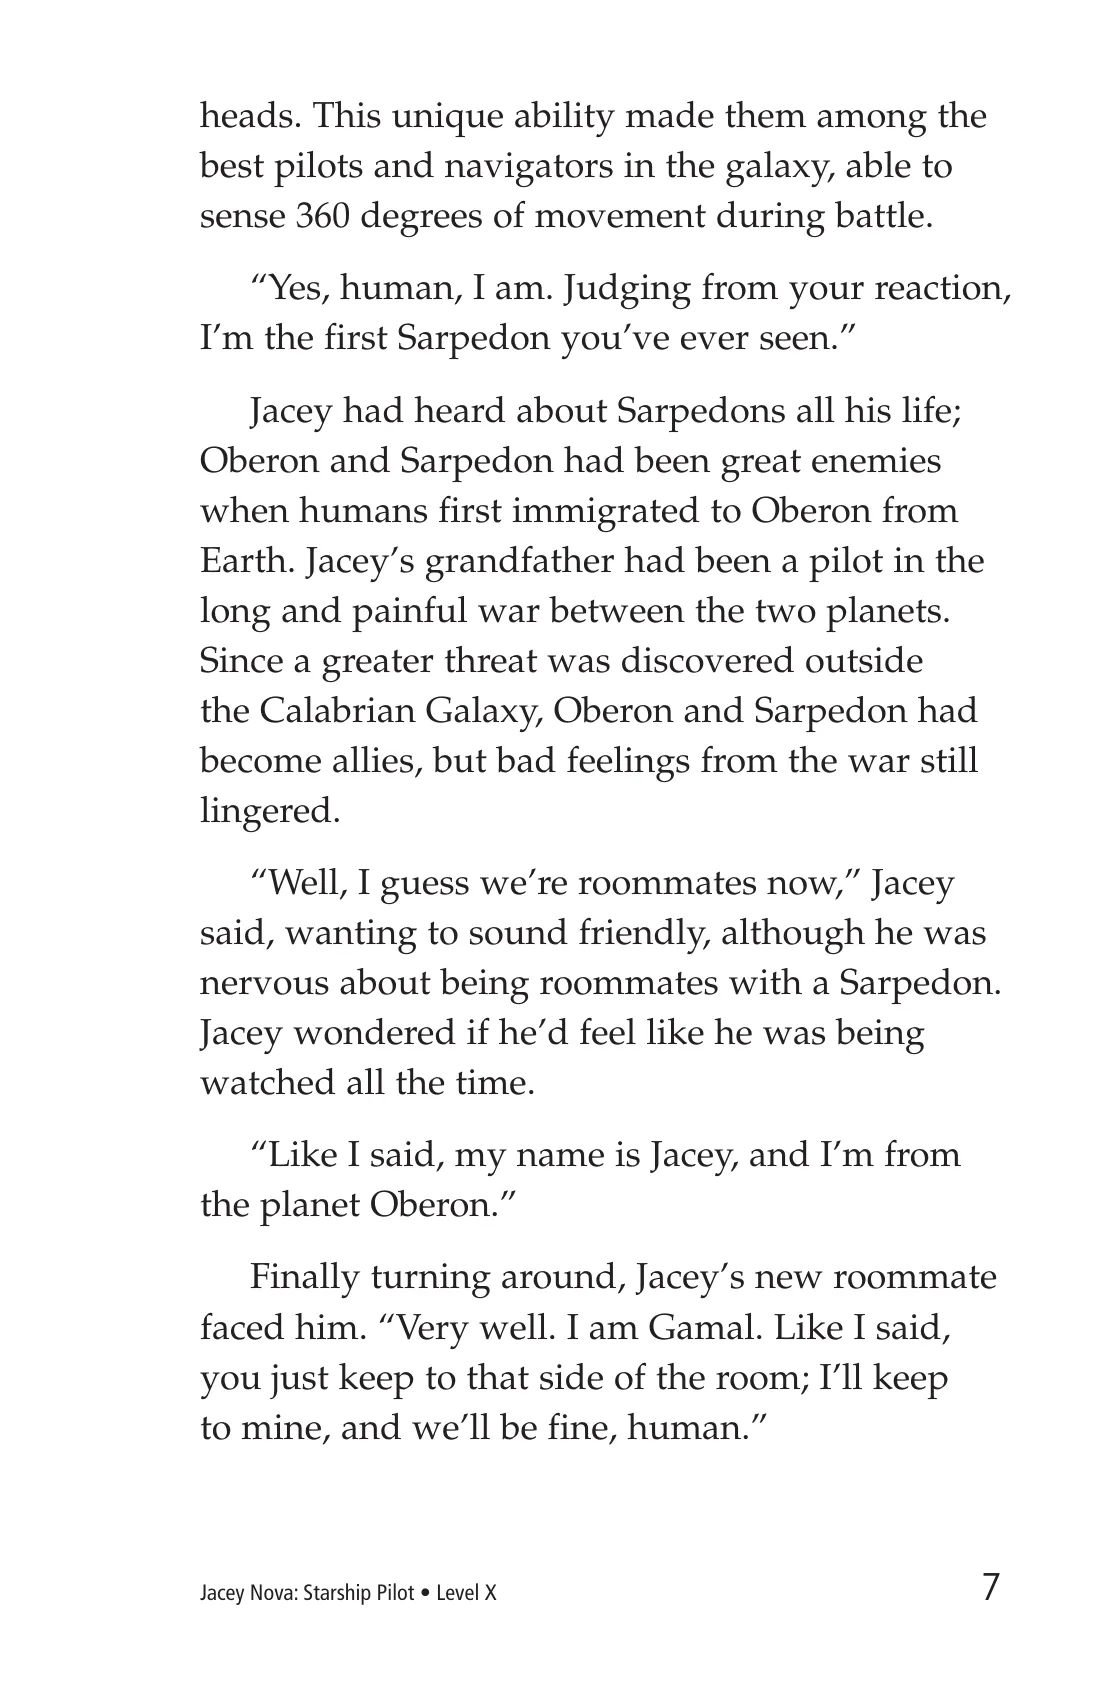 heads. This unique ability made them among the
best pilots and navigators in the galaxy, able to
sense 360 degrees of movement during battle.
“Yes, human, I am. Judging from your reaction,
I’m the first Sarpedon you’ve ever seen.”
Jacey had heard about Sarpedons all his life;
Oberon and Sarpedon had been great enemies
when humans first immigrated to Oberon from
Earth. Jacey’s grandfather had been a pilot in the
long and painful war between the two planets.
Since a greater threat was discovered outside
the Calabrian Galaxy, Oberon and Sarpedon had
become allies, but bad feelings from the war still
lingered.
“Well, I guess we’re roommates now,” Jacey
said, wanting to sound friendly, although he was
nervous about being roommates with a Sarpedon.
Jacey wondered if he’d feel like he was being
watched all the time.
“Like I said, my name is Jacey, and I’m from
the planet Oberon.”
Finally turning around, Jacey’s new roommate
faced him. “Very well. I am Gamal. Like I said,
you just keep to that side of the room; I’ll keep
to mine, and we’ll be fine, human.”
Jacey Nova: Starship Pilot • Level X 7